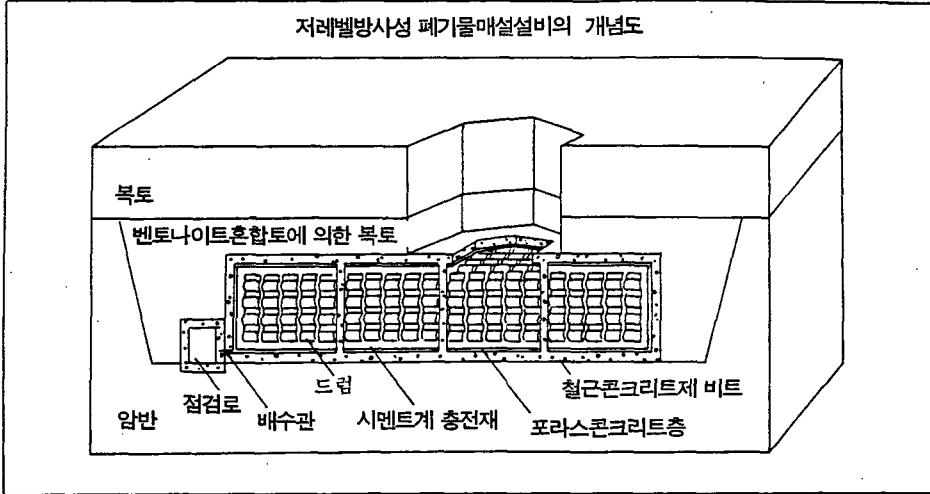 저레벨방사성 폐기물매설설비의 개념도
복토
벤토나이트혼합토에 의한 복토
드럼
철근콘크리트제 비트
점검로
배수관
시멘트계 충전재
암반
포라스콘크리트층